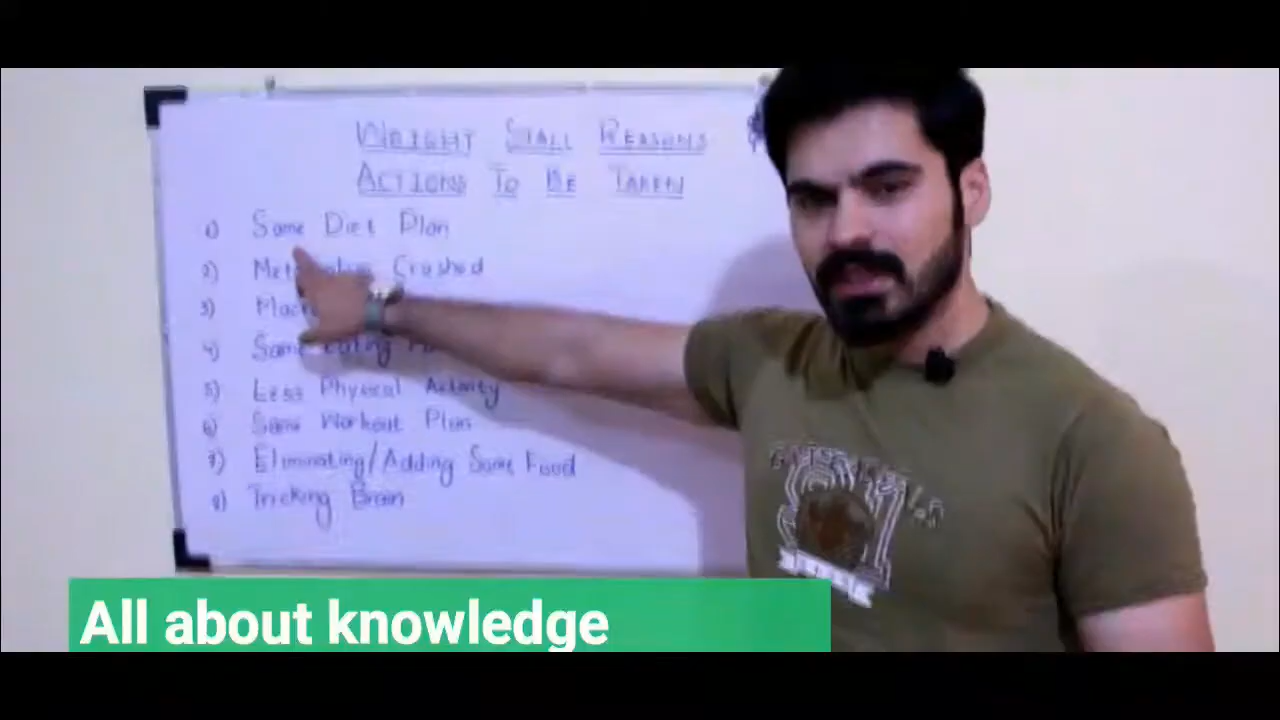 WEIGHT STALL REASONS
ACTIONS TO BE TAKEN
1) Same Diet Plan
2) Crashed
3)
4) Same Eating
5) Less Physical Activity
6) Same Workout Plan
7) Eliminating/Adding Some Food
8) Tricking Brain
All about knowledge